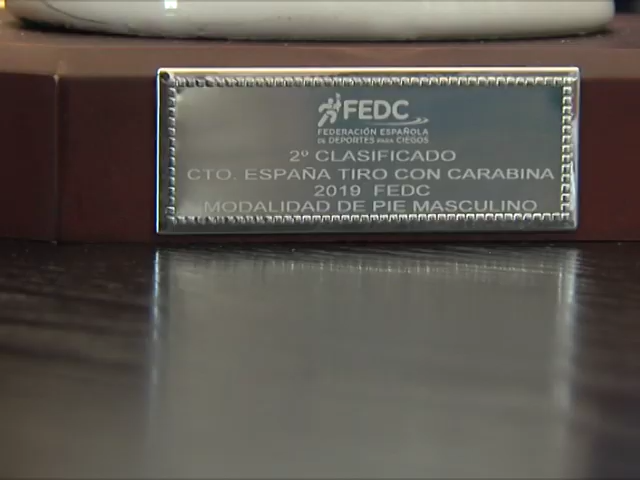 FEDC
FEDERACIÓN ESPAÑOLA
DE DEPORTES PARA CIEGOS
2º CLASIFICADO
CTO. ESPAÑA TIRO CON CARABINA
2019 FEDC
MODALIDAD DE PIE MASCULINO